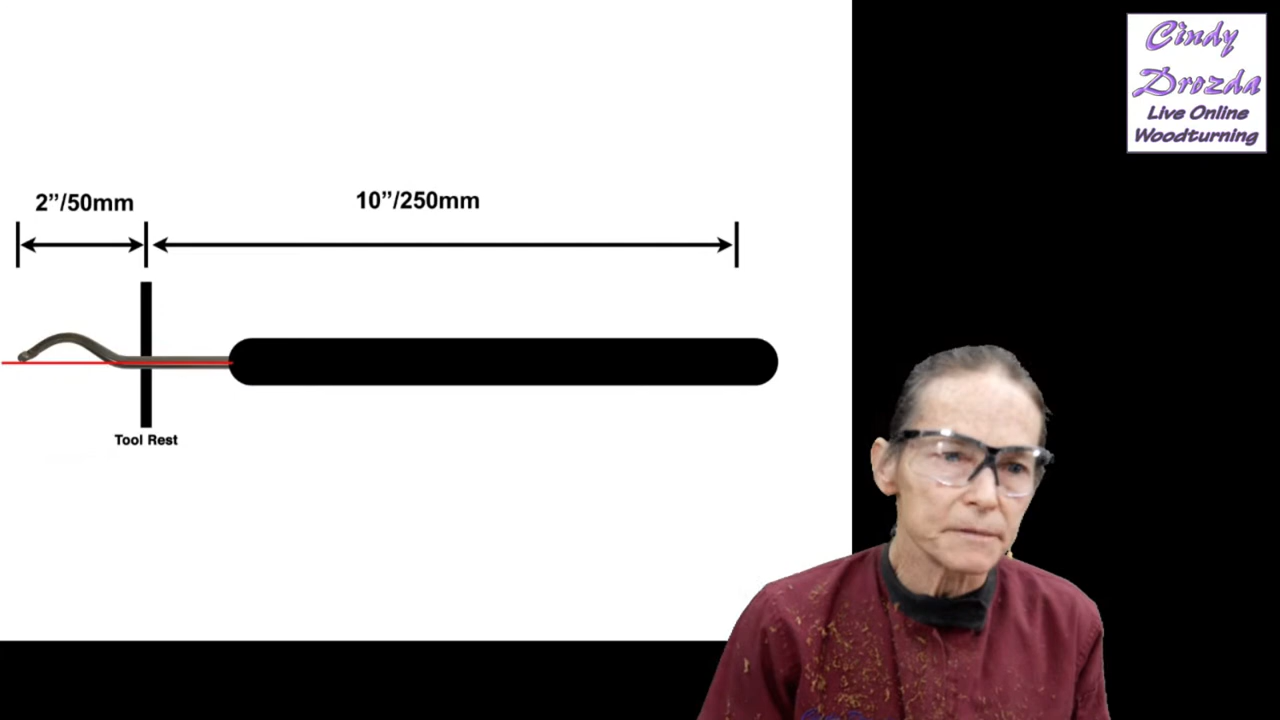 Cindy
Drozda
Live Online
Woodturning
2”/50mm
10”/250mm
Tool Rest